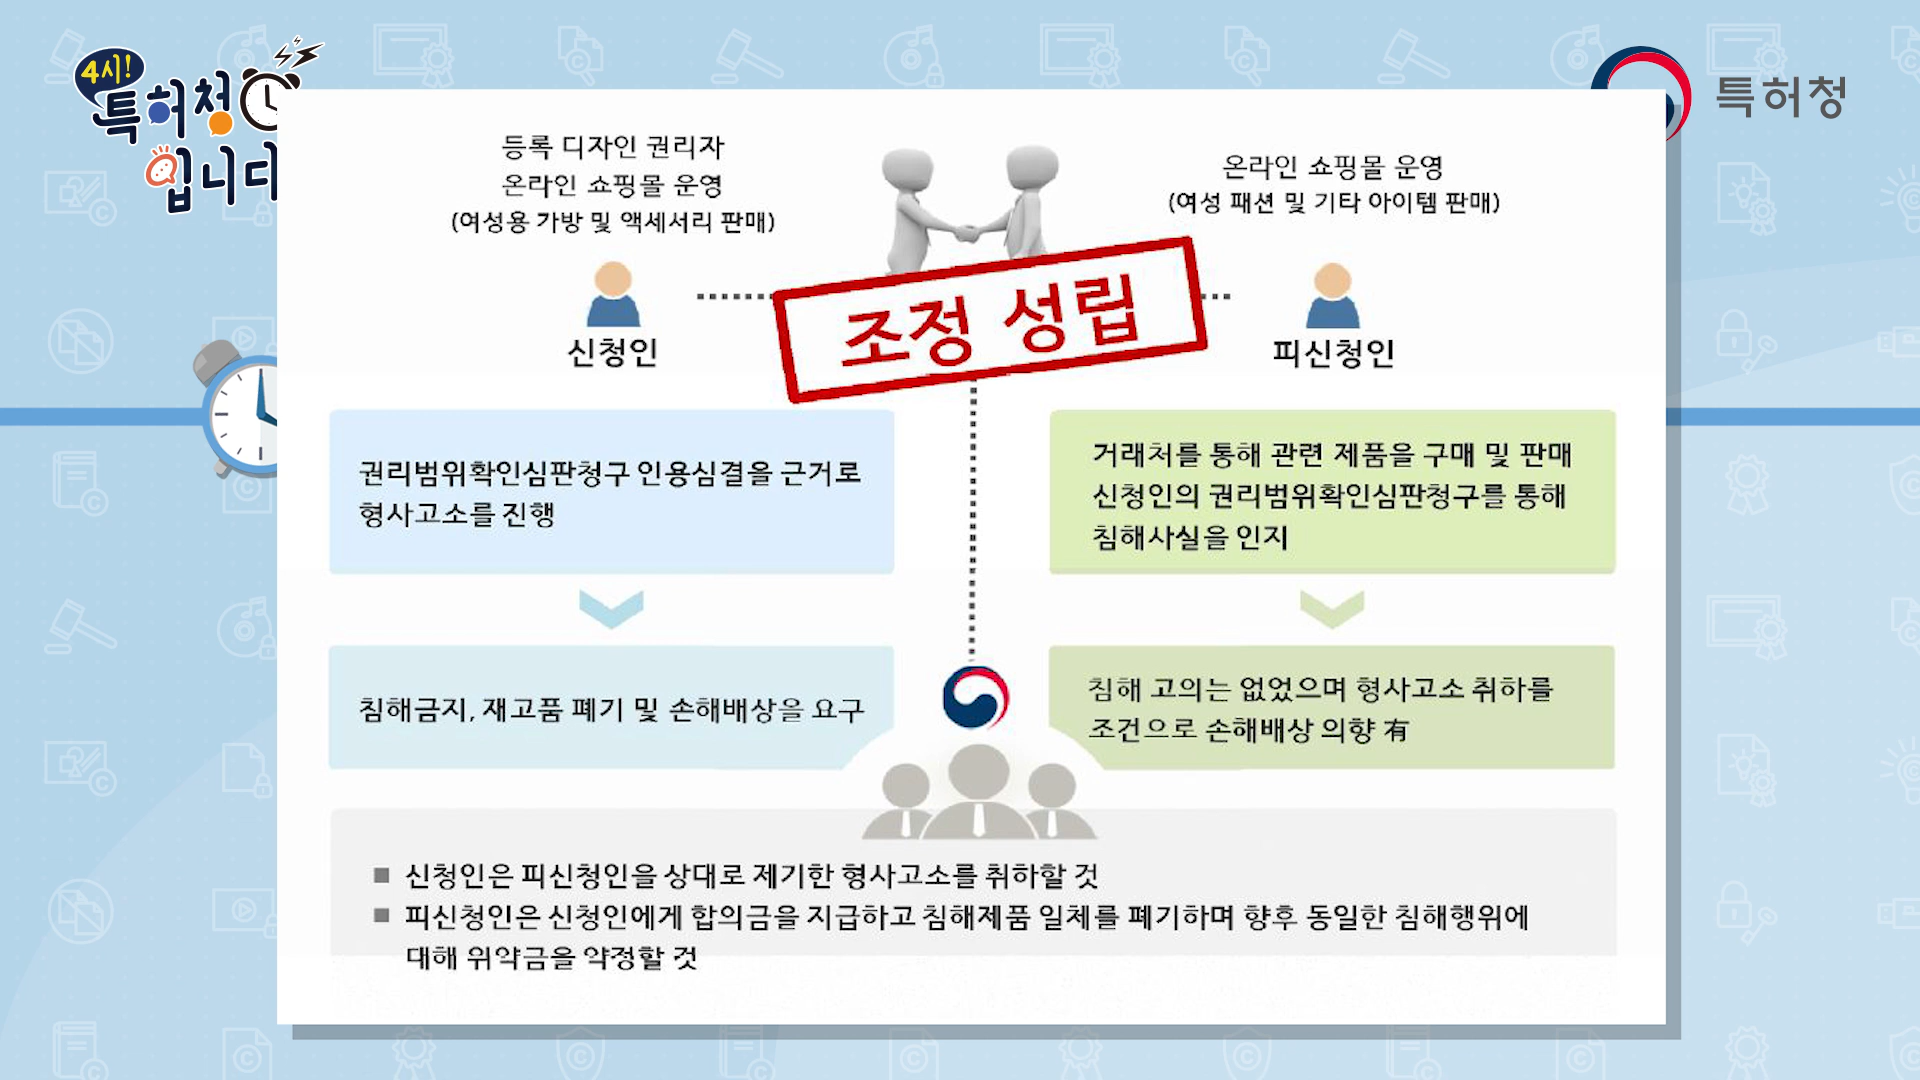 4시!
특허청
입니다
특허청
등록 디자인 권리자
온라인 쇼핑몰 운영
(여성용 가방 및 액세서리 판매)
온라인 쇼핑몰 운영
(여성 패션 및 기타 아이템 판매)
조정 성립
신청인
피신청인
권리범위확인심판청구 인용심결을 근거로
형사고소를 진행
거래처를 통해 관련 제품을 구매 및 판매
신청인의 권리범위확인심판청구를 통해
침해사실을 인지
침해금지, 재고품 폐기 및 손해배상을 요구
침해 고의는 없었으며 형사고소 취하를
조건으로 손해배상 의향 有
■ 신청인은 피신청인을 상대로 제기한 형사고소를 취하할 것
■ 피신청인은 신청인에게 합의금을 지급하고 침해제품 일체를 폐기하며 향후 동일한 침해행위에
대해 위약금을 약정할 것